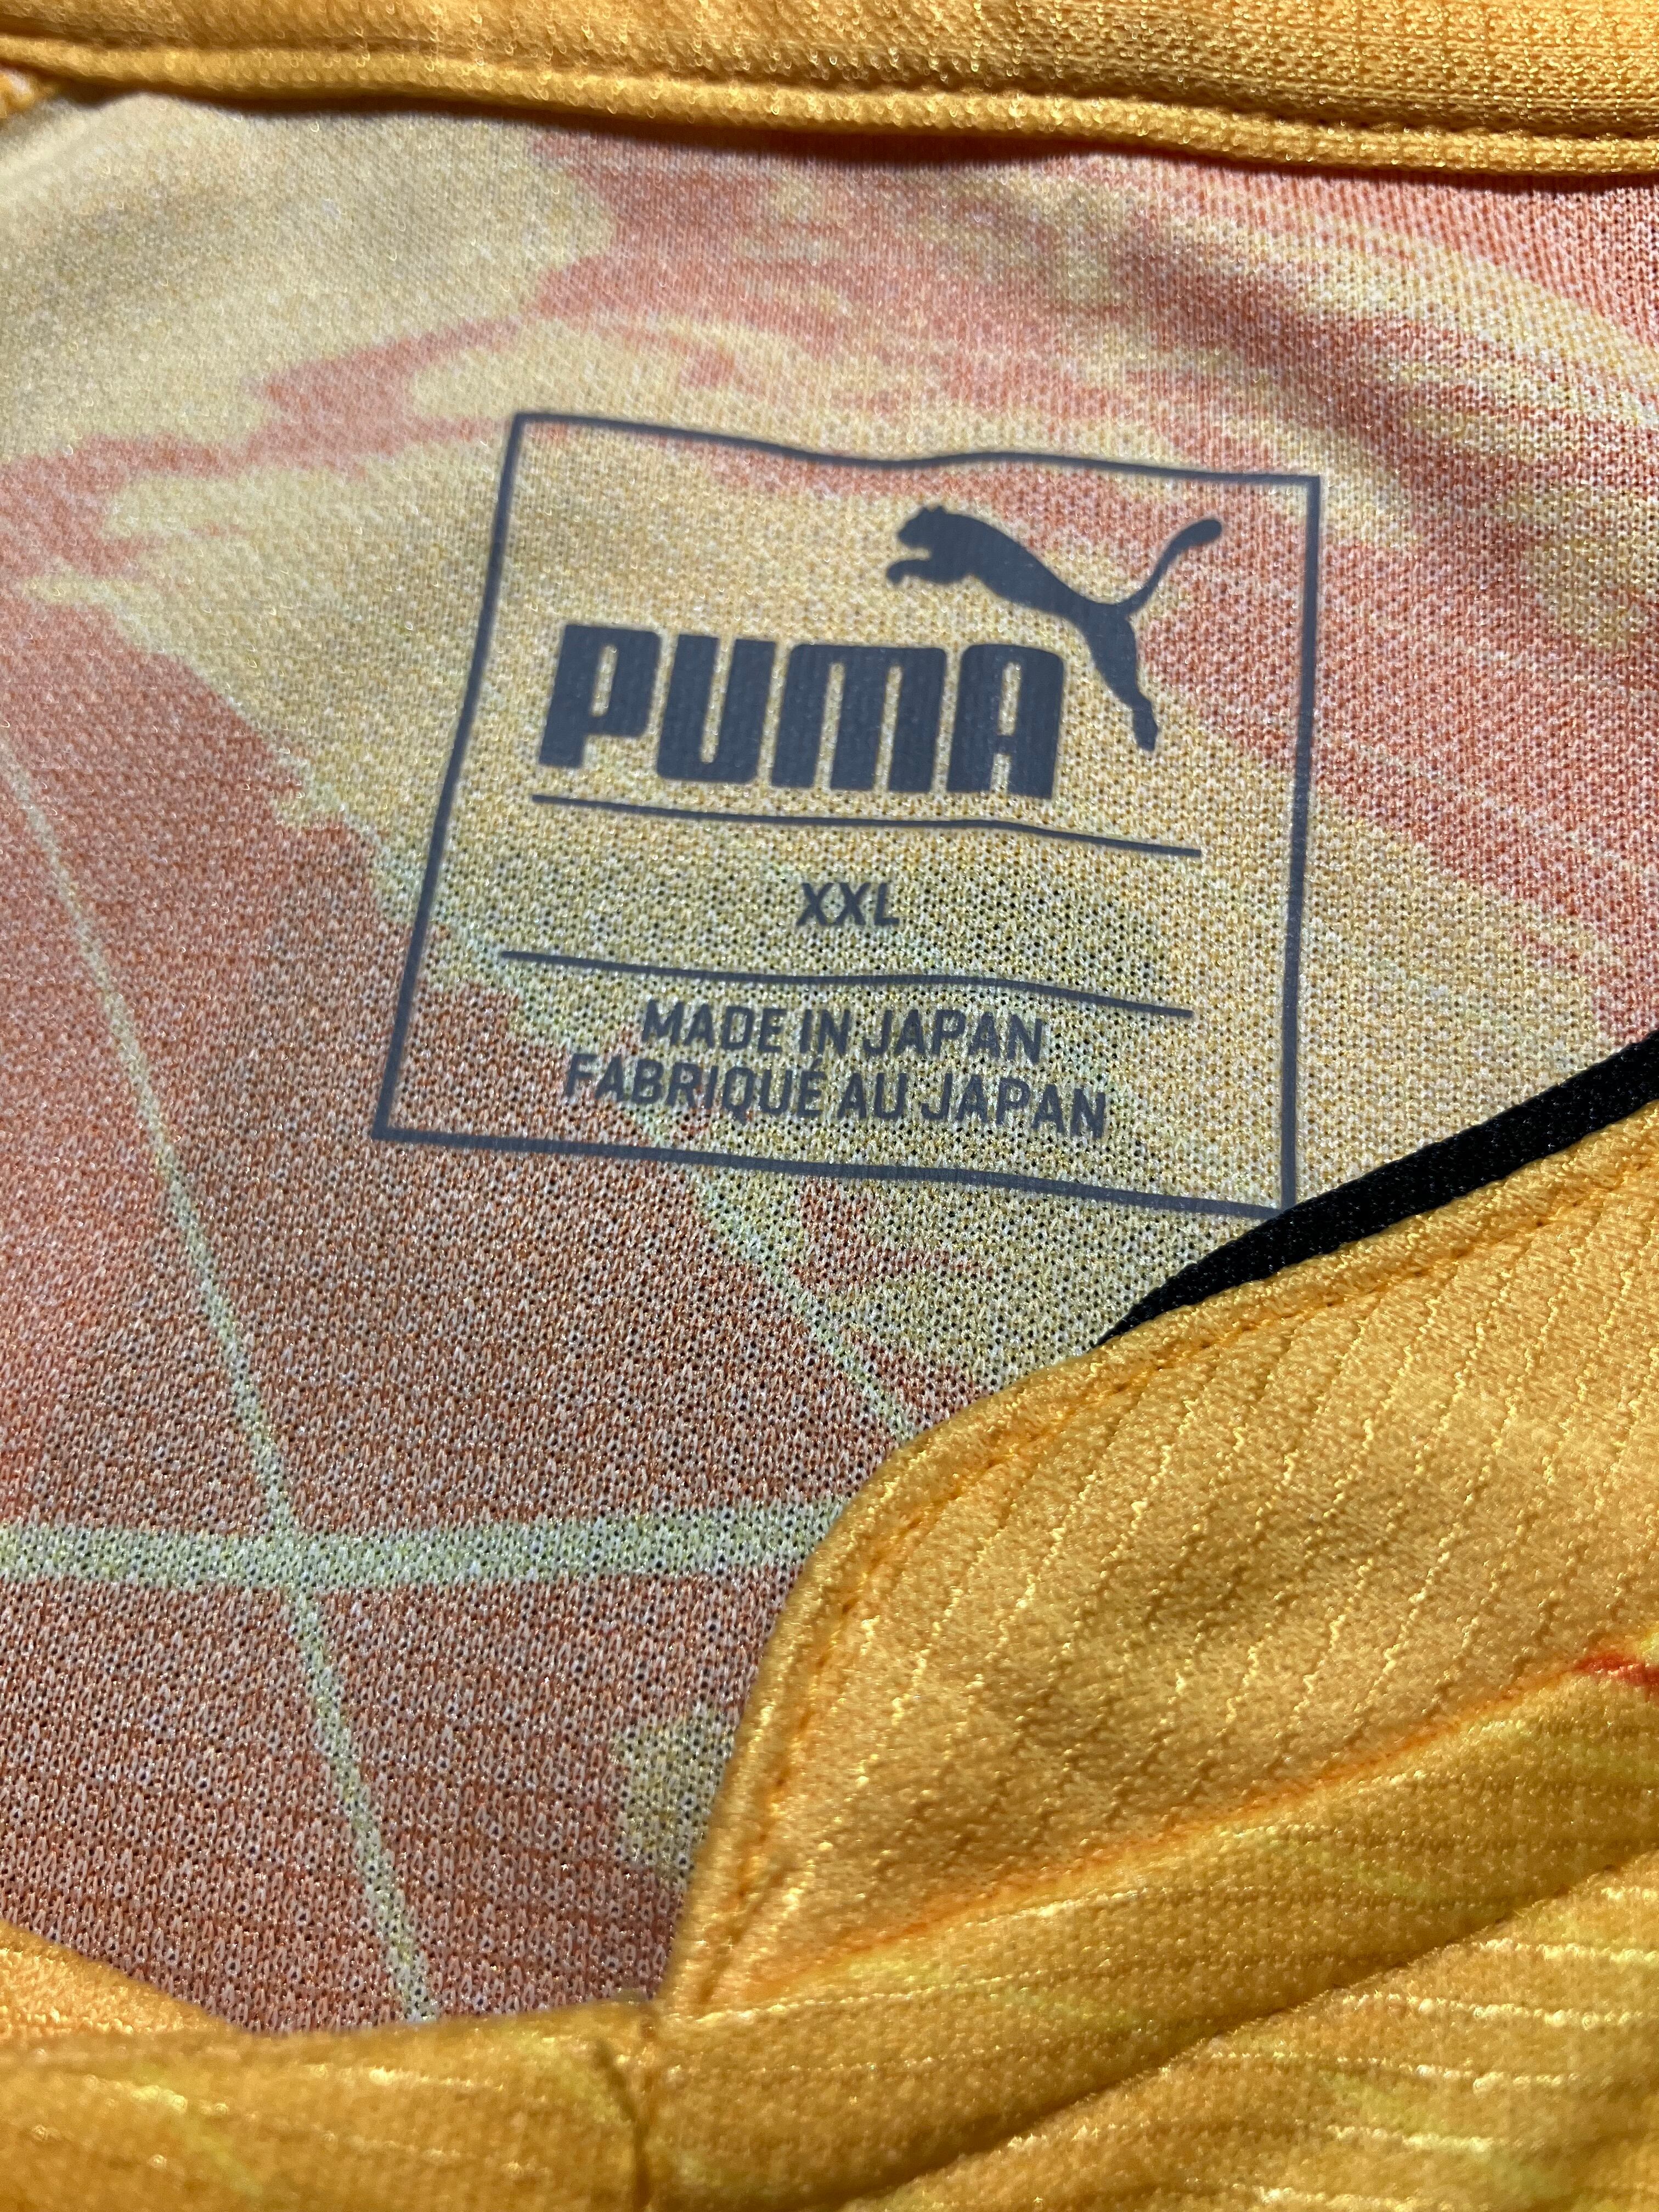 PUMA
XXL
MADE IN JAPAN
FABRIQUÉ AU JAPAN